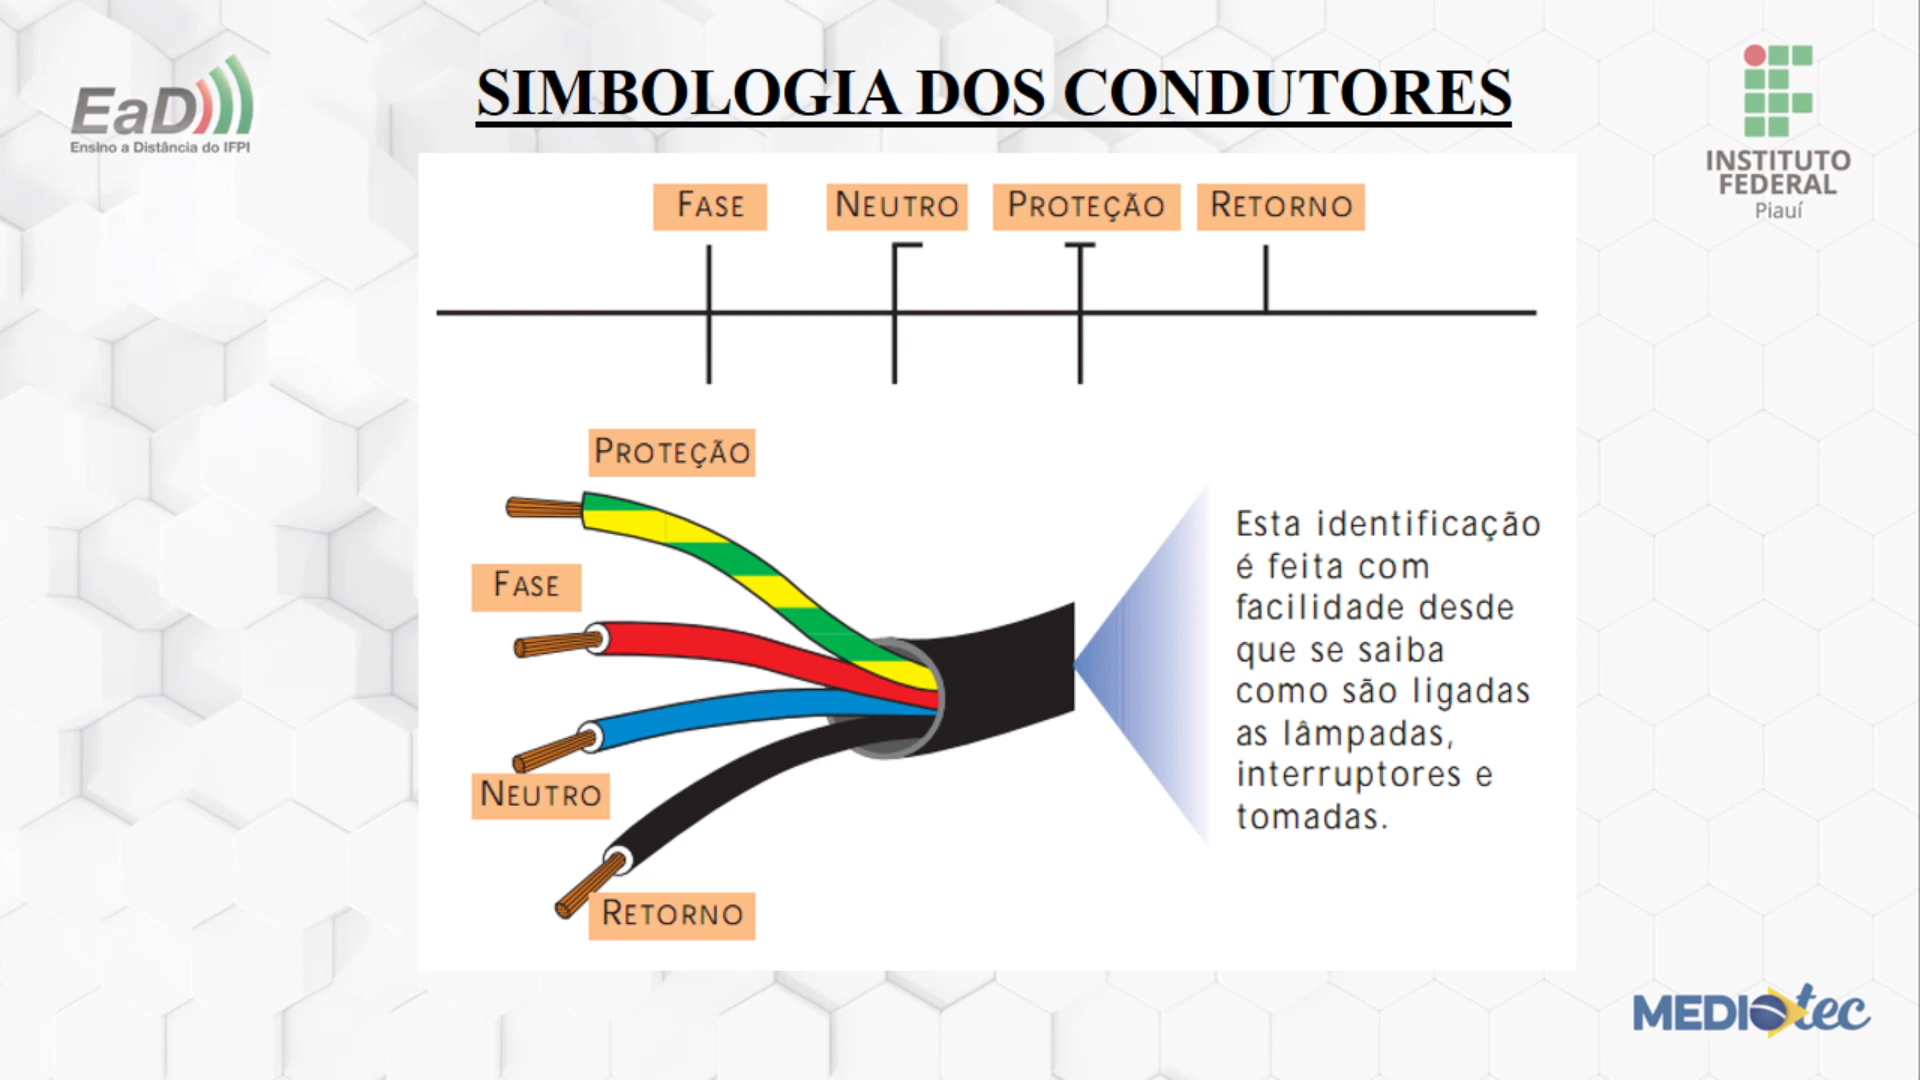 SIMBOLOGIA DOS CONDUTORES
EaD
Ensino a Distância do IFPI
INSTITUTO
FEDERAL
Piauí
FASE NEUTRO PROTEÇÃO RETORNO
PROTEÇÃO
FASE
NEUTRO
RETORNO
Esta identificação
é feita com
facilidade desde
que se saiba
como são ligadas
as lâmpadas,
interruptores e
tomadas.
MEDIOtec